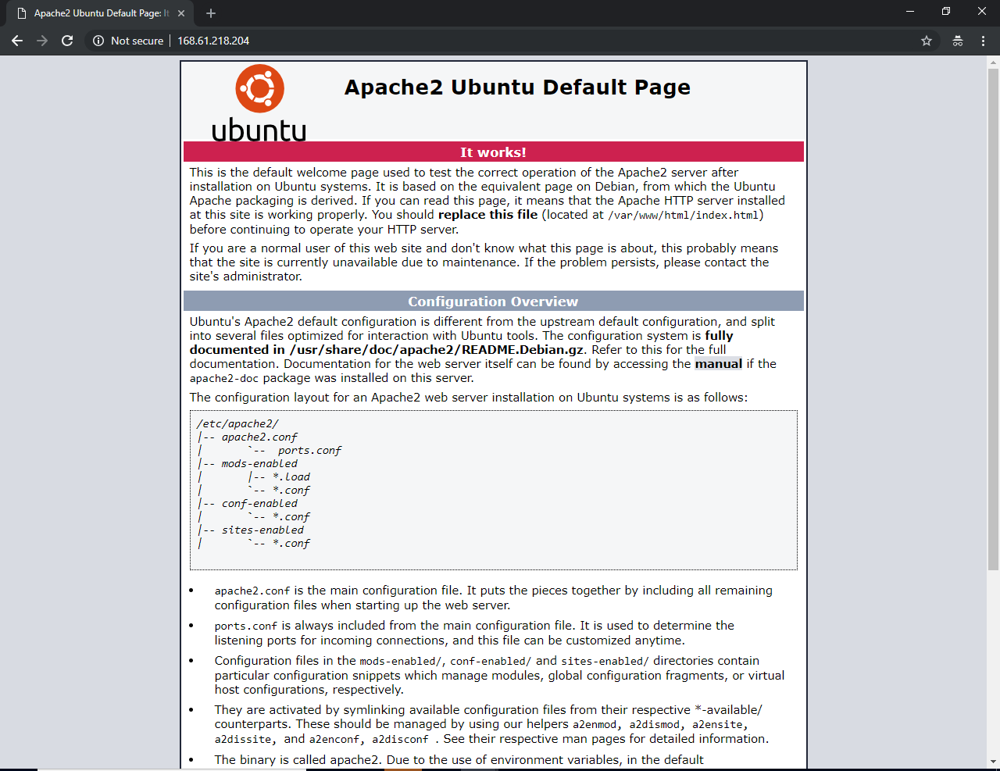 Apache2 Ubuntu Default Page: It
Not secure
168.61.218.204
ubuntu
Apache2 Ubuntu Default Page
It works!
This is the default welcome page used to test the correct operation of the Apache2 server after
installation on Ubuntu systems. It is based on the equivalent page on Debian, from which the Ubuntu
Apache packaging is derived. If you can read this page, it means that the Apache HTTP server installed
at this site is working properly. You should replace this file (located at /var/www/html/index.html)
before continuing to operate your HTTP server.
If you are a normal user of this web site and don't know what this page is about, this probably means
that the site is currently unavailable due to maintenance. If the problem persists, please contact the
site's administrator.
Configuration Overview
Ubuntu's Apache2 default configuration is different from the upstream default configuration, and split
into several files optimized for interaction with Ubuntu tools. The configuration system is fully
documented in /usr/share/doc/apache2/README.Debian.gz. Refer to this for the full
documentation. Documentation for the web server itself can be found by accessing the manual if the
apache2-doc package was installed on this server.
The configuration layout for an Apache2 web server installation on Ubuntu systems is as follows:
/etc/apache2/
|-- apache2.conf
|       `--  ports.conf
|-- mods-enabled
|       |-- *.load
|       `-- *.conf
|-- conf-enabled
|       `-- *.conf
|-- sites-enabled
|       `-- *.conf
• apache2.conf is the main configuration file. It puts the pieces together by including all remaining
configuration files when starting up the web server.
• ports.conf is always included from the main configuration file. It is used to determine the
listening ports for incoming connections, and this file can be customized anytime.
• Configuration files in the mods-enabled/, conf-enabled/ and sites-enabled/ directories contain
particular configuration snippets which manage modules, global configuration fragments, or virtual
host configurations, respectively.
• They are activated by symlinking available configuration files from their respective *-available/
counterparts. These should be managed by using our helpers a2enmod, a2dismod, a2ensite,
a2dissite, and a2enconf, a2disconf . See their respective man pages for detailed information.
• The binary is called apache2. Due to the use of environment variables, in the default